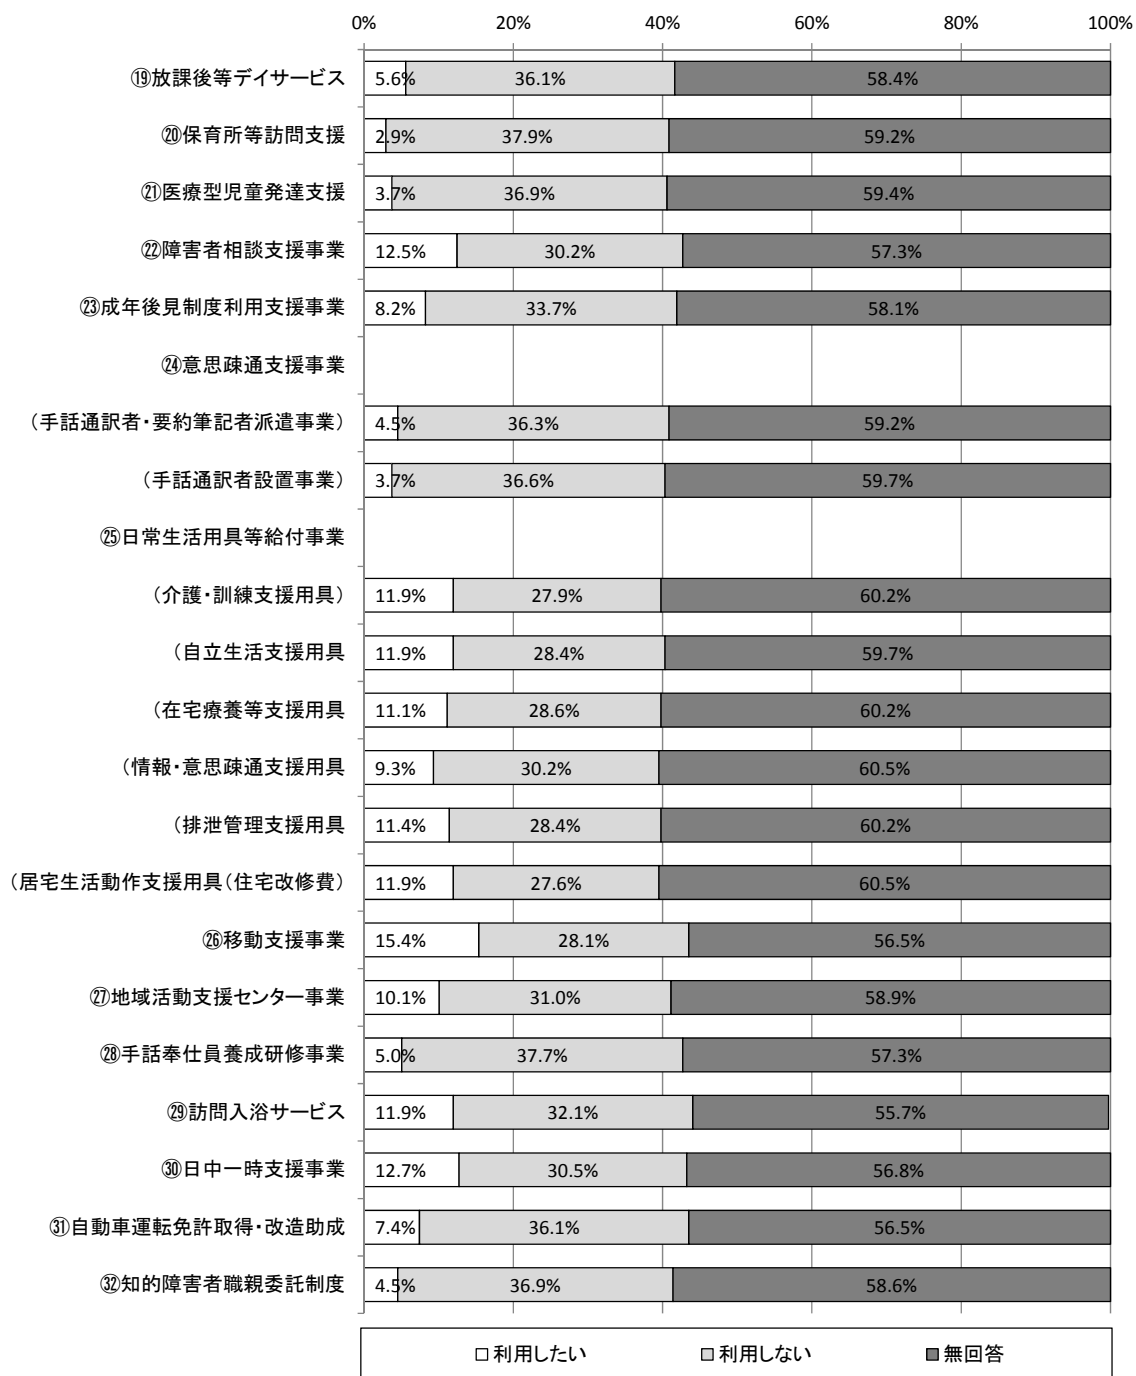 0% 20% 40% 60% 80% 100%
⑲放課後等デイサービス 5.6% 36.1% 58.4%
⑳保育所等訪問支援 2.9% 37.9% 59.2%
㉑医療型児童発達支援 3.7% 36.9% 59.4%
㉒障害者相談支援事業 12.5% 30.2% 57.3%
㉓成年後見制度利用支援事業 8.2% 33.7% 58.1%
㉔意思疎通支援事業
（手話通訳者・要約筆記者派遣事業） 4.5% 36.3% 59.2%
（手話通訳者設置事業） 3.7% 36.6% 59.7%
㉕日常生活用具等給付事業
（介護・訓練支援用具） 11.9% 27.9% 60.2%
（自立生活支援用具 11.9% 28.4% 59.7%
（在宅療養等支援用具 11.1% 28.6% 60.2%
（情報・意思疎通支援用具 9.3% 30.2% 60.5%
（排泄管理支援用具 11.4% 28.4% 60.2%
（居宅生活動作支援用具（住宅改修費） 11.9% 27.6% 60.5%
㉖移動支援事業 15.4% 28.1% 56.5%
㉗地域活動支援センター事業 10.1% 31.0% 58.9%
㉘手話奉仕員養成研修事業 5.0% 37.7% 57.3%
㉙訪問入浴サービス 11.9% 32.1% 55.7%
㉚日中一時支援事業 12.7% 30.5% 56.8%
㉛自動車運転免許取得・改造助成 7.4% 36.1% 56.5%
㉜知的障害者職親委託制度 4.5% 36.9% 58.6%
利用したい 利用しない 無回答